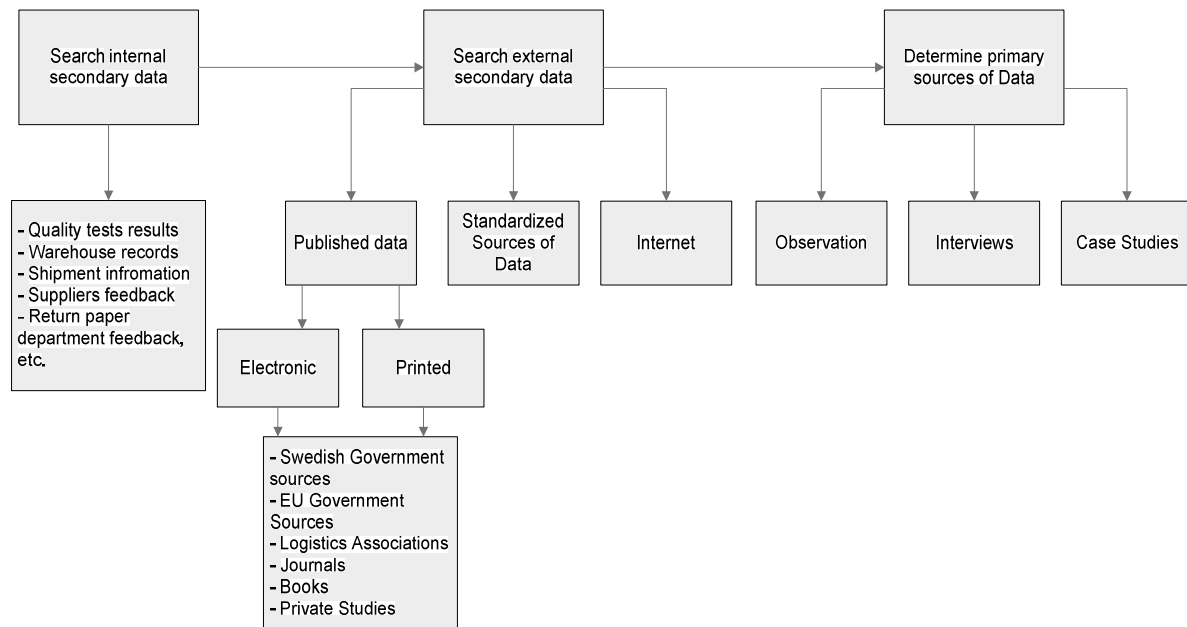 Search internal
secondary data
Search external
secondary data
Determine primary
sources of Data
- Quality tests results
- Warehouse records
- Shipment infromation
- Suppliers feedback
- Return paper
department feedback,
etc.
Published data
Standardized
Sources of
Data
Internet
Observation
Interviews
Case Studies
Electronic
Printed
- Swedish Government
sources
- EU Government
Sources
- Logistics Associations
- Journals
- Books
- Private Studies